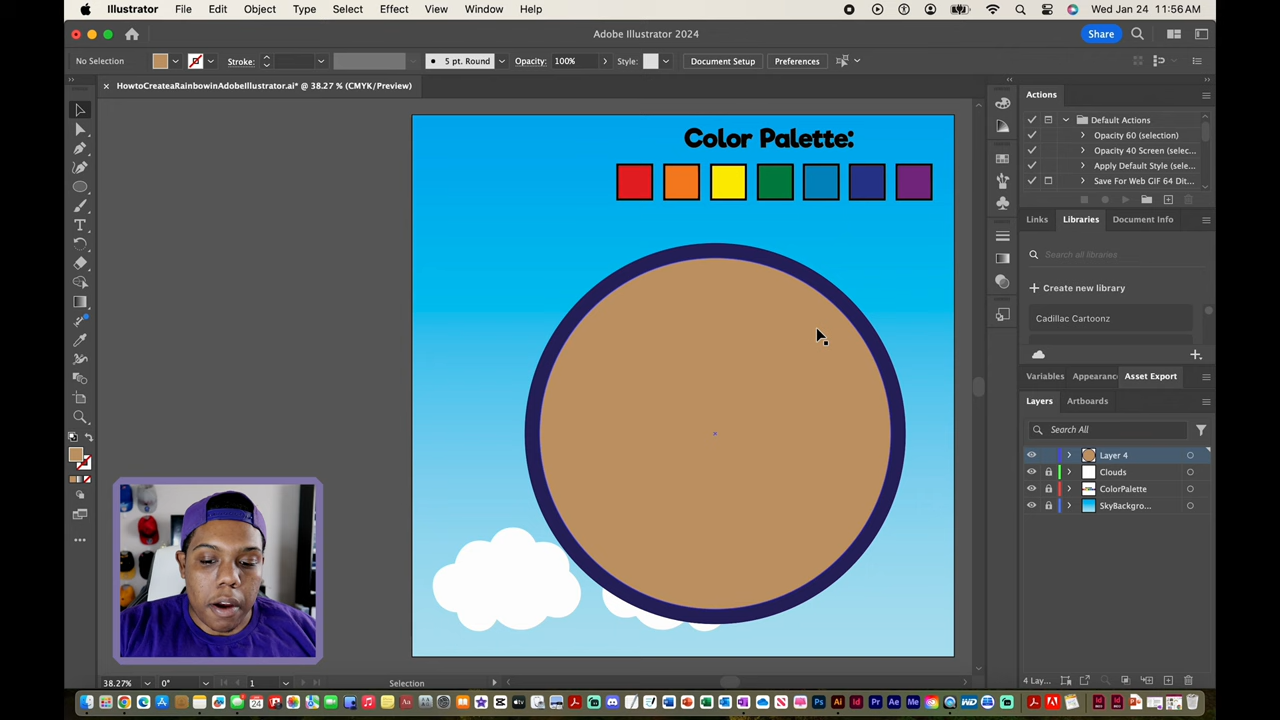 Illustrator File Edit Object Type Select Effect View Window Help Wed Jan 24 11:56 AM
Adobe Illustrator 2024
Share
No Selection Stroke: 5 pt. Round Opacity: 100% Style: Document Setup Preferences
HowtoCreateaRainbowinAdobeIllustrator.ai* @ 38.27 % (CMYK/Preview)
Color Palette:
Actions
Default Actions
Opacity 60 (selection)
Opacity 40 Screen (selec...
Apply Default Style (sele...
Save For Web GIF 64 Dit...
Links Libraries Document Info
Search all libraries
Create new library
Cadillac Cartoonz
Variables Appearanc Asset Export
Layers Artboards
Search All
Layer 4
Clouds
ColorPalette
SkyBackgro...
38.27% 0° 1 Selection
4 Lay...